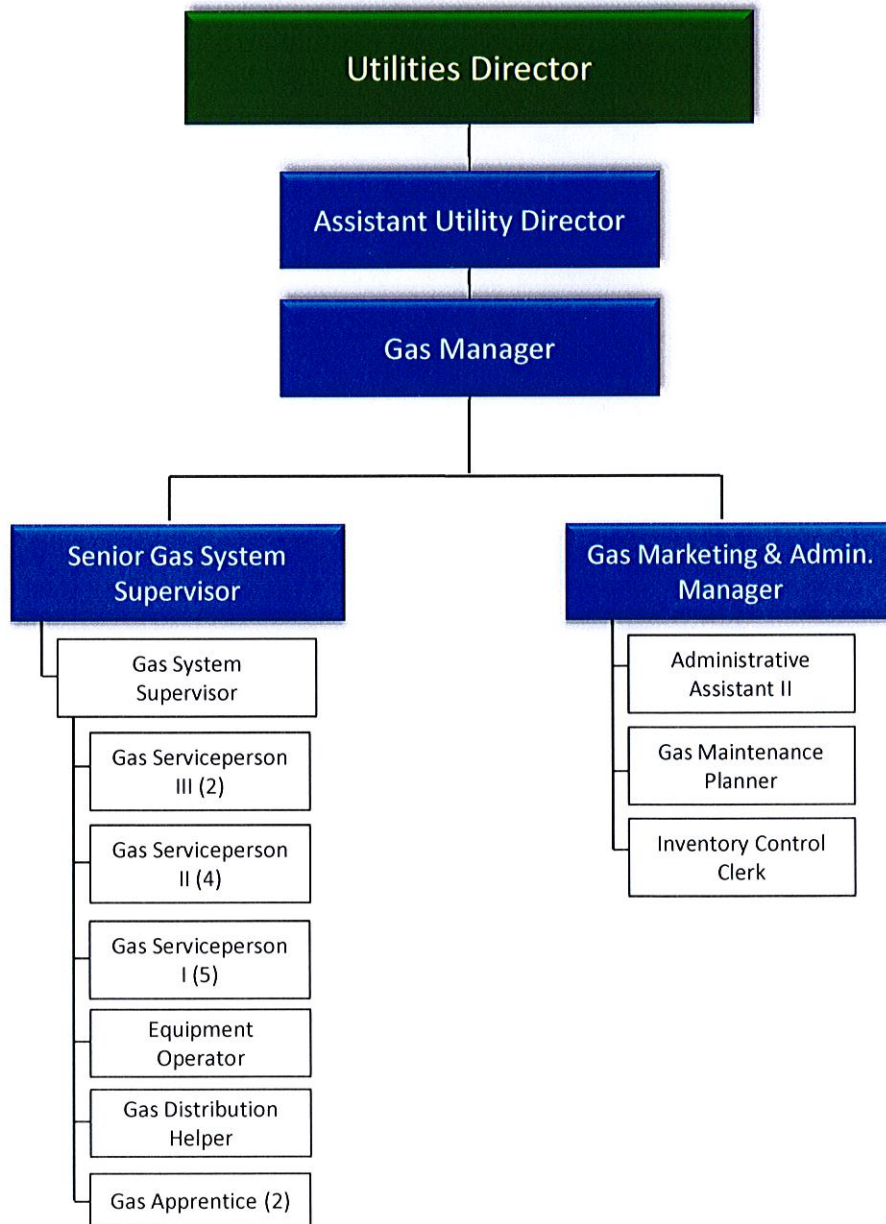 Utilities Director
Assistant Utility Director
Gas Manager
Senior Gas System
Supervisor
Gas System
Supervisor
Gas Serviceperson
III (2)
Gas Serviceperson
II (4)
Gas Serviceperson
I (5)
Equipment
Operator
Gas Distribution
Helper
Gas Apprentice (2)
Gas Marketing & Admin.
Manager
Administrative
Assistant II
Gas Maintenance
Planner
Inventory Control
Clerk